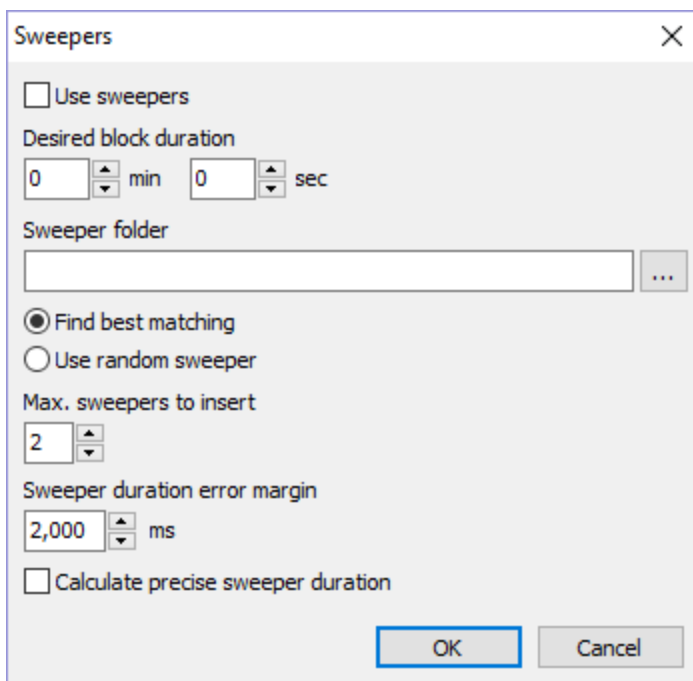 Sweepers
Use sweepers
Desired block duration
0 min 0 sec
Sweeper folder
...
Find best matching
Use random sweeper
Max. sweepers to insert
2
Sweeper duration error margin
2,000 ms
Calculate precise sweeper duration
OK Cancel